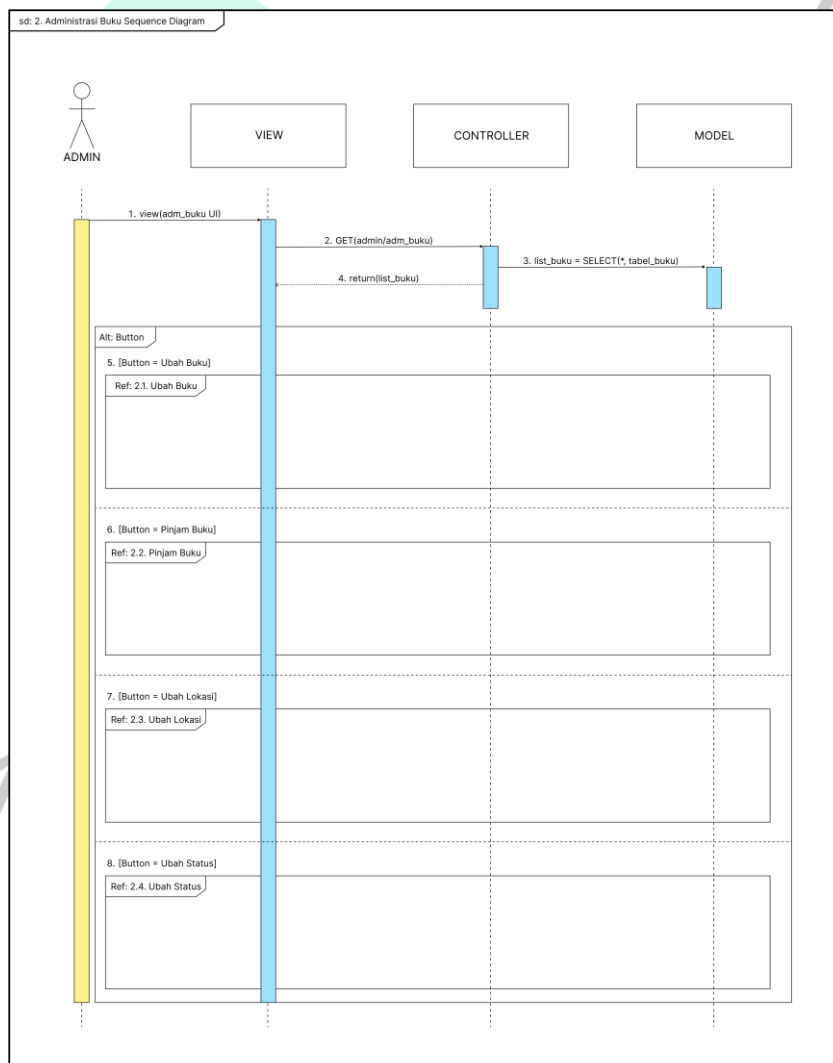 sd: 2. Administrasi Buku Sequence Diagram
ADMIN
VIEW
CONTROLLER
MODEL
1. view(adm_buku UI)
2. GET(admin/adm_buku)
3. list_buku = SELECT(*, tabel_buku)
4. return(list_buku)
Alt: Button
5. [Button = Ubah Buku]
Ref: 2.1. Ubah Buku
6. [Button = Pinjam Buku]
Ref: 2.2. Pinjam Buku
7. [Button = Ubah Lokasi]
Ref: 2.3. Ubah Lokasi
8. [Button = Ubah Status]
Ref: 2.4. Ubah Status